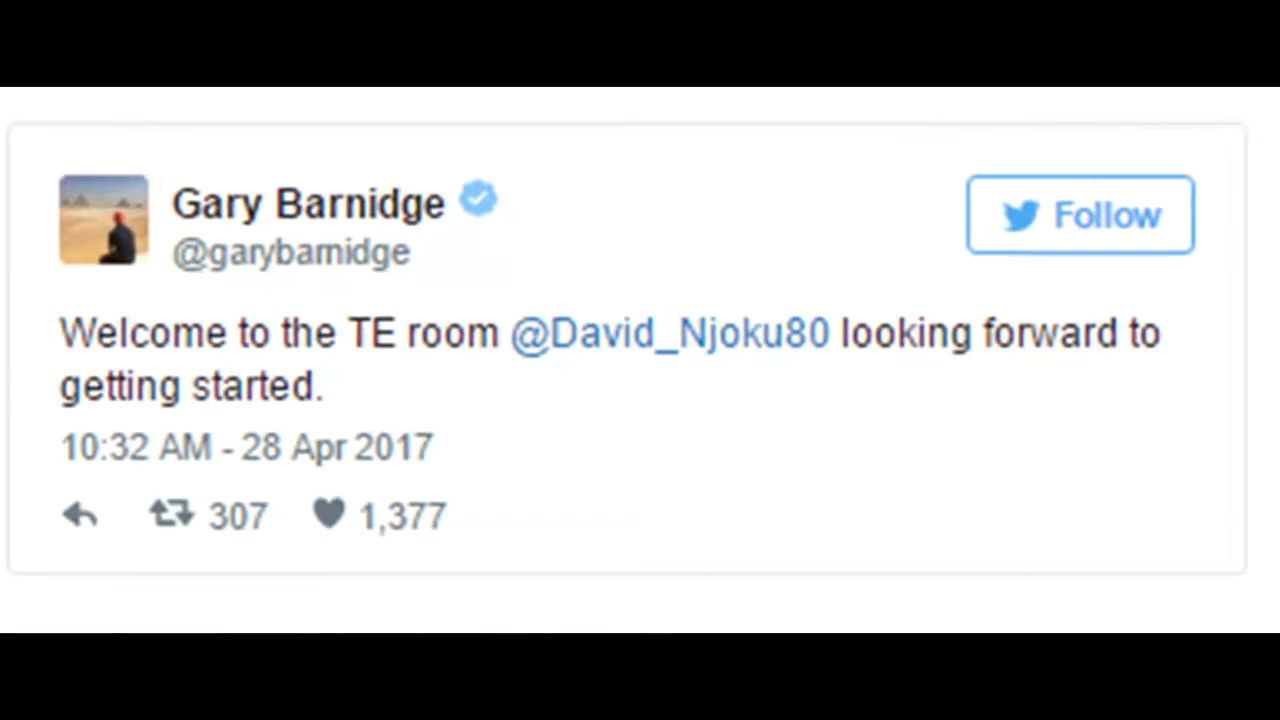 Gary Barnidge
@garybarnidge
Follow
Welcome to the TE room @David_Njoku80 looking forward to
getting started.
10:32 AM - 28 Apr 2017
307 1,377